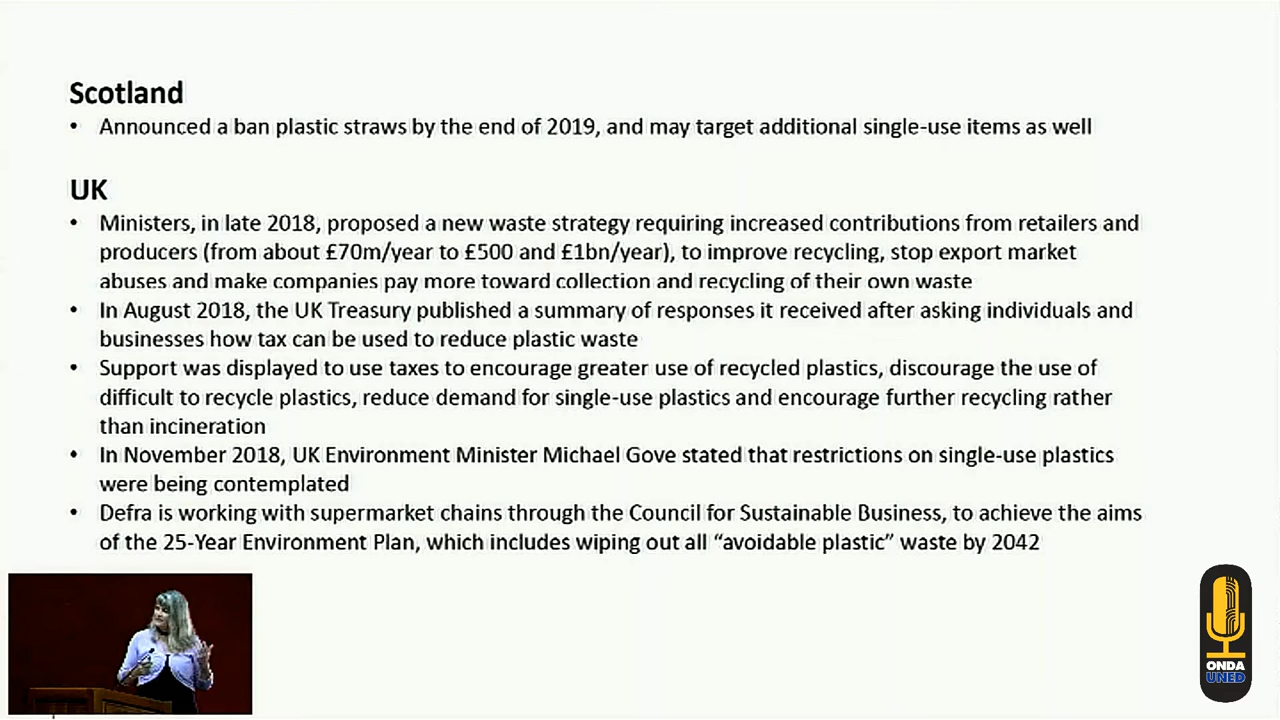 Scotland
• Announced a ban plastic straws by the end of 2019, and may target additional single-use items as well
UK
• Ministers, in late 2018, proposed a new waste strategy requiring increased contributions from retailers and
producers (from about £70m/year to £500 and £1bn/year), to improve recycling, stop export market
abuses and make companies pay more toward collection and recycling of their own waste
• In August 2018, the UK Treasury published a summary of responses it received after asking individuals and
businesses how tax can be used to reduce plastic waste
• Support was displayed to use taxes to encourage greater use of recycled plastics, discourage the use of
difficult to recycle plastics, reduce demand for single-use plastics and encourage further recycling rather
than incineration
• In November 2018, UK Environment Minister Michael Gove stated that restrictions on single-use plastics
were being contemplated
• Defra is working with supermarket chains through the Council for Sustainable Business, to achieve the aims
of the 25-Year Environment Plan, which includes wiping out all “avoidable plastic” waste by 2042
ONDA
UNED